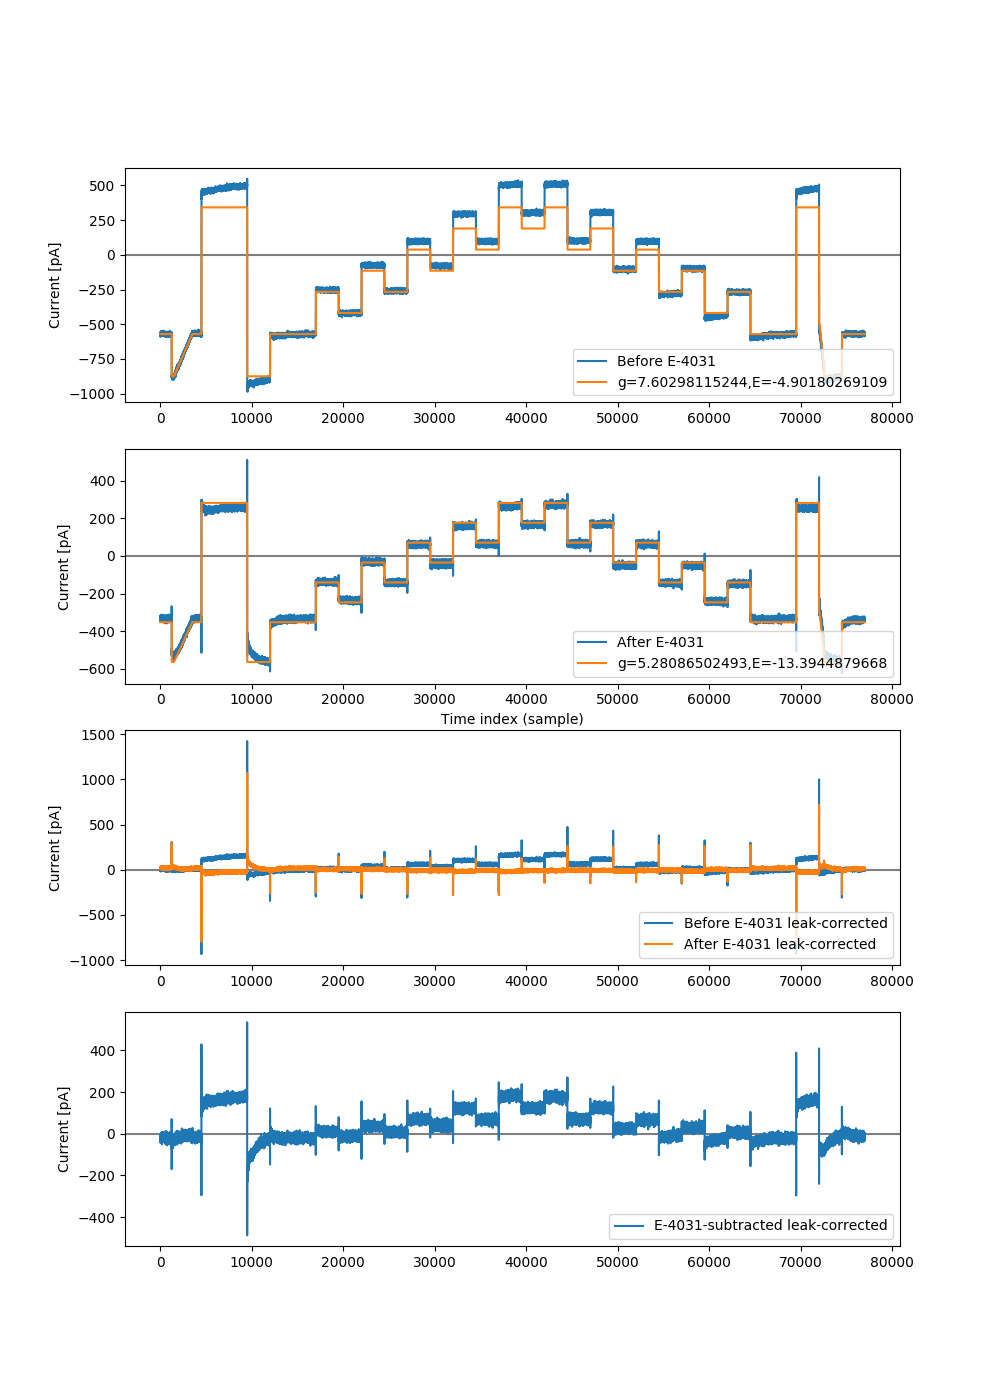 Current [pA]
500
250
0
−250
−500
−750
−1000
Before E-4031
g=7.60298115244,E=-4.90180269109
0 10000 20000 30000 40000 50000 60000 70000 80000
Current [pA]
400
200
0
−200
−400
−600
After E-4031
g=5.28086502493,E=-13.3944879668
0 10000 20000 30000 40000 50000 60000 70000 80000
Time index (sample)
Current [pA]
1500
1000
500
0
−500
−1000
Before E-4031 leak-corrected
After E-4031 leak-corrected
0 10000 20000 30000 40000 50000 60000 70000 80000
Current [pA]
400
200
0
−200
−400
E-4031-subtracted leak-corrected
0 10000 20000 30000 40000 50000 60000 70000 80000